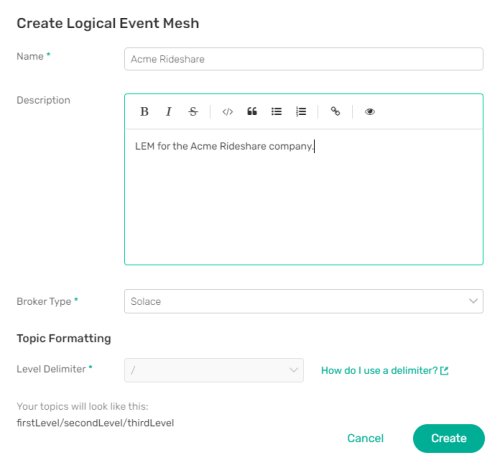 Create Logical Event Mesh
Name *
Acme Rideshare
Description
B I S </>
LEM for the Acme Rideshare company.
Broker Type *
Solace
Topic Formatting
Level Delimiter *
/
How do I use a delimiter?
Your topics will look like this:
firstLevel/secondLevel/thirdLevel
Cancel
Create